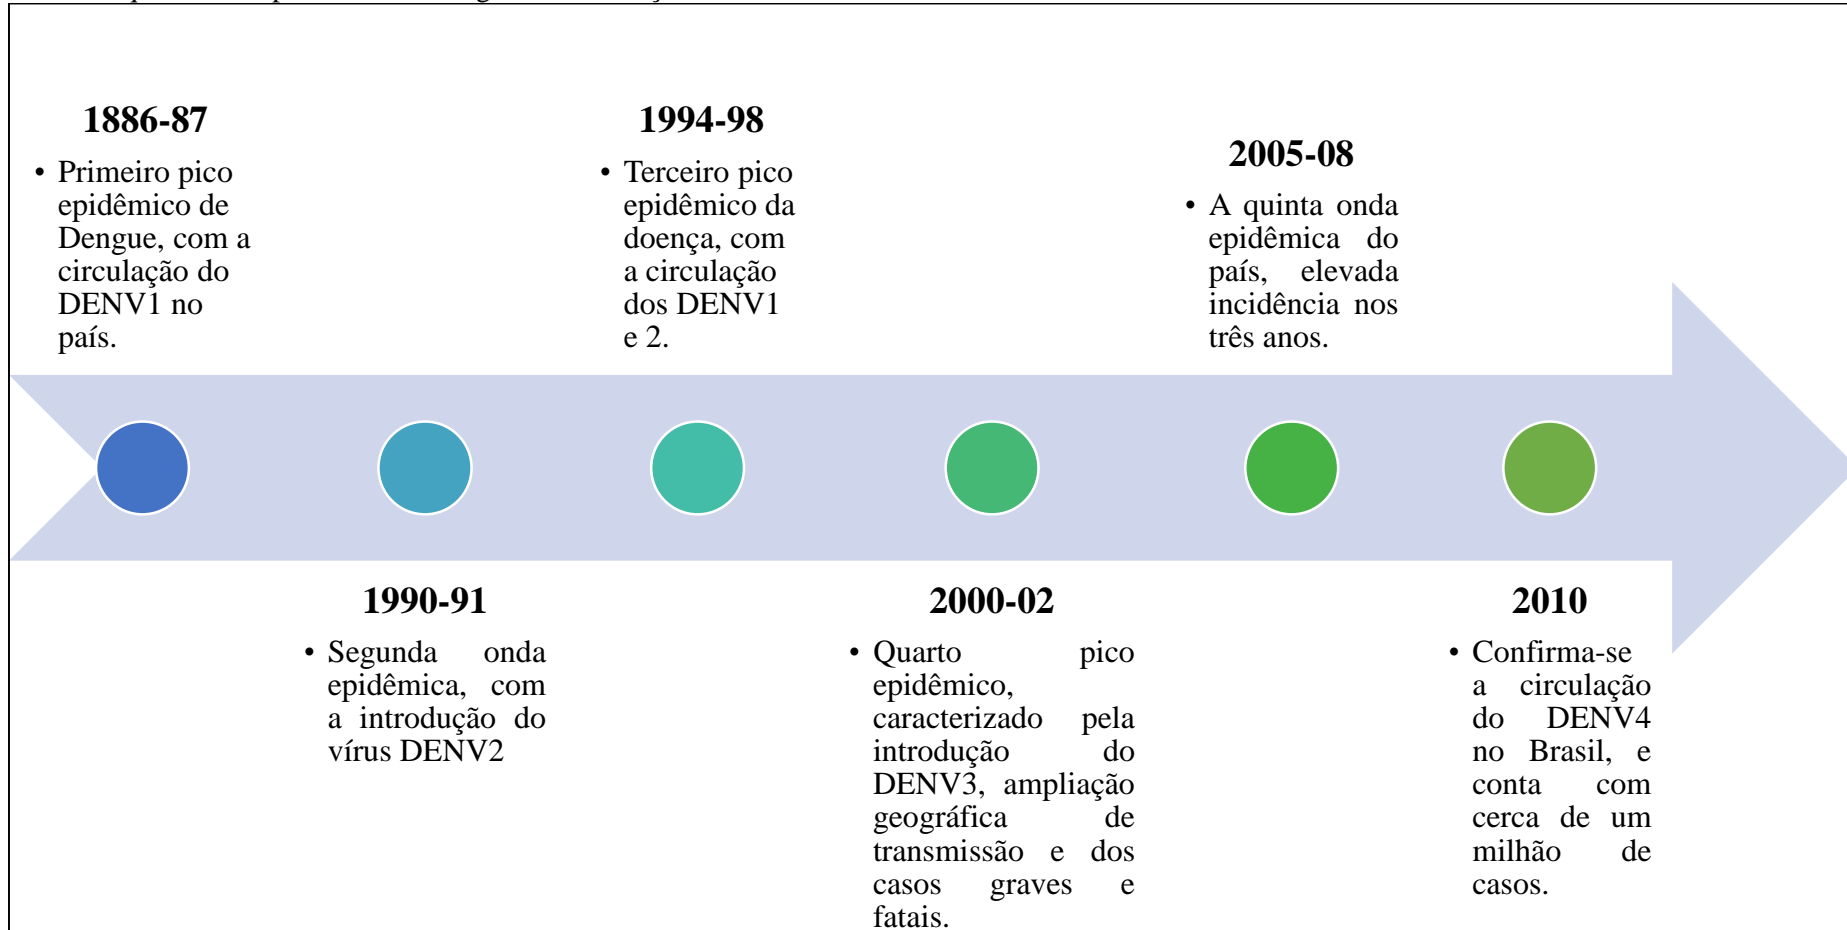 1886-87
• Primeiro pico
epidêmico de
Dengue, com a
circulação do
DENV1 no
país.
1990-91
• Segunda onda
epidêmica, com
a introdução do
vírus DENV2
1994-98
• Terceiro pico
epidêmico da
doença, com
a circulação
dos DENV1
e 2.
2000-02
• Quarto pico
epidêmico,
caracterizado pela
introdução do
DENV3, ampliação
geográfica de
transmissão e dos
casos graves e
fatais.
2005-08
• A quinta onda
epidêmica do
país, elevada
incidência nos
três anos.
2010
• Confirma-se
a circulação
do DENV4
no Brasil, e
conta com
cerca de um
milhão de
casos.